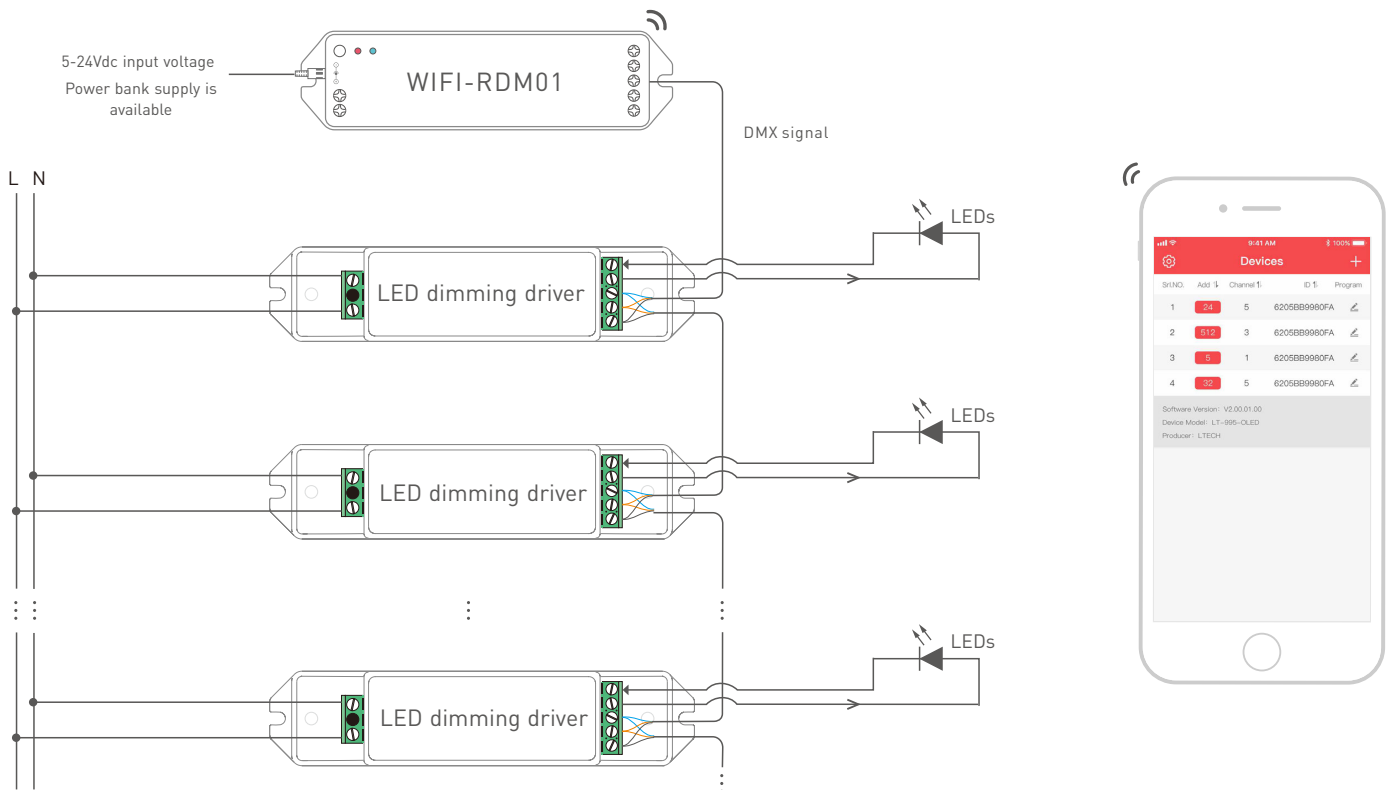 5-24Vdc input voltage
Power bank supply is
available
WIFI-RDM01
DMX signal
L N
LED dimming driver
LEDs
LED dimming driver
LEDs
LED dimming driver
LEDs
9:41 AM
100%
Devices
Srl.NO. Add Channel ID Program
1 24 5 6205BB9980FA
2 512 3 6205BB9980FA
3 5 1 6205BB9980FA
4 32 5 6205BB9980FA
Software Version: V2.00.01.00
Device Model: LT-995-OLED
Producer: LTECH